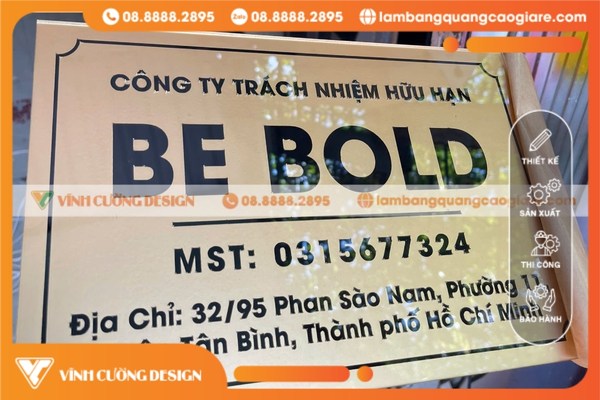 08.8888.2895 Zalo 08.8888.2895 lambangquangcaogiare.com
CÔNG TY TRÁCH NHIỆM HỮU HẠN
BE BOLD
THIẾT KẾ
VĨNH CƯỜNG DESIGN 08.8888.2895 lambangquangcaogiare.com
SẢN XUẤT
MST: 0315677324
THI CÔNG
Địa Chỉ: 32/95 Phan Sào Nam, Phường 11
Tân Bình, Thành phố Hồ Chí Minh
BẢO HÀNH
VĨNH CƯỜNG DESIGN